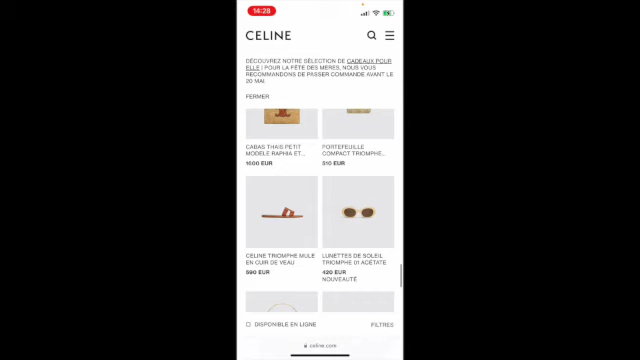 14:28
CELINE
DÉCOUVREZ NOTRE SÉLECTION DE CADEAUX POUR
ELLE ! POUR LA FÊTE DES MÈRES, NOUS VOUS
RECOMMANDONS DE PASSER COMMANDE AVANT LE
20 MAI.
FERMER
CABAS THAIS PETIT
MODÈLE RAPHIA ET...
1600 EUR
PORTEFEUILLE
COMPACT TRIOMPHE...
510 EUR
CELINE TRIOMPHE MULE
EN CUIR DE VEAU
590 EUR
LUNETTES DE SOLEIL
TRIOMPHE 01 ACÉTATE
420 EUR
NOUVEAUTÉ
DISPONIBLE EN LIGNE
FILTRES
celine.com